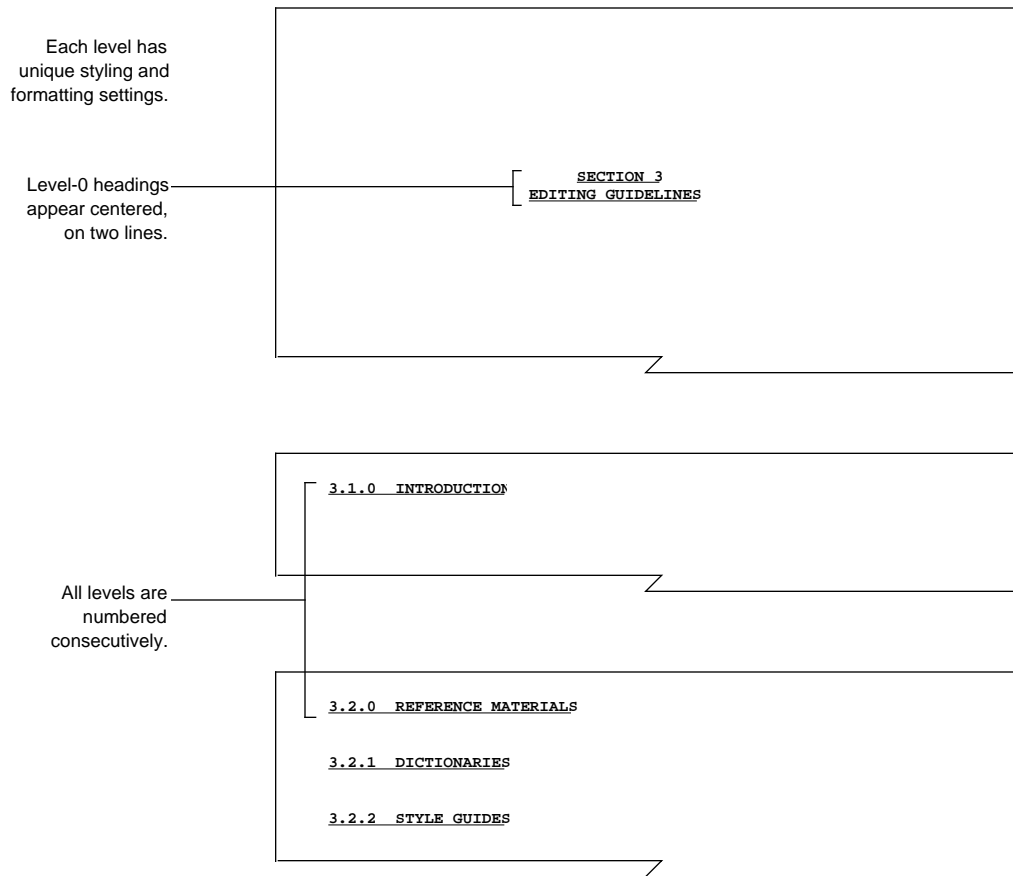 Each level has
unique styling and
formatting settings.
Level-0 headings
appear centered,
on two lines.
SECTION 3
EDITING GUIDELINES
3.1.0 INTRODUCTION
All levels are
numbered
consecutively.
3.2.0 REFERENCE MATERIALS
3.2.1 DICTIONARIES
3.2.2 STYLE GUIDES